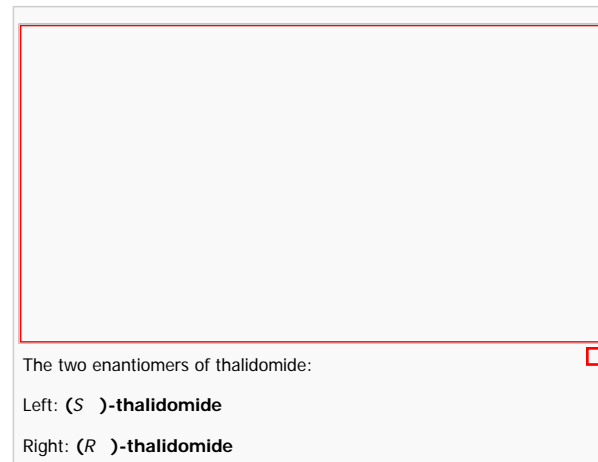 The two enantiomers of thalidomide:
Left: (S )-thalidomide
Right: (R )-thalidomide